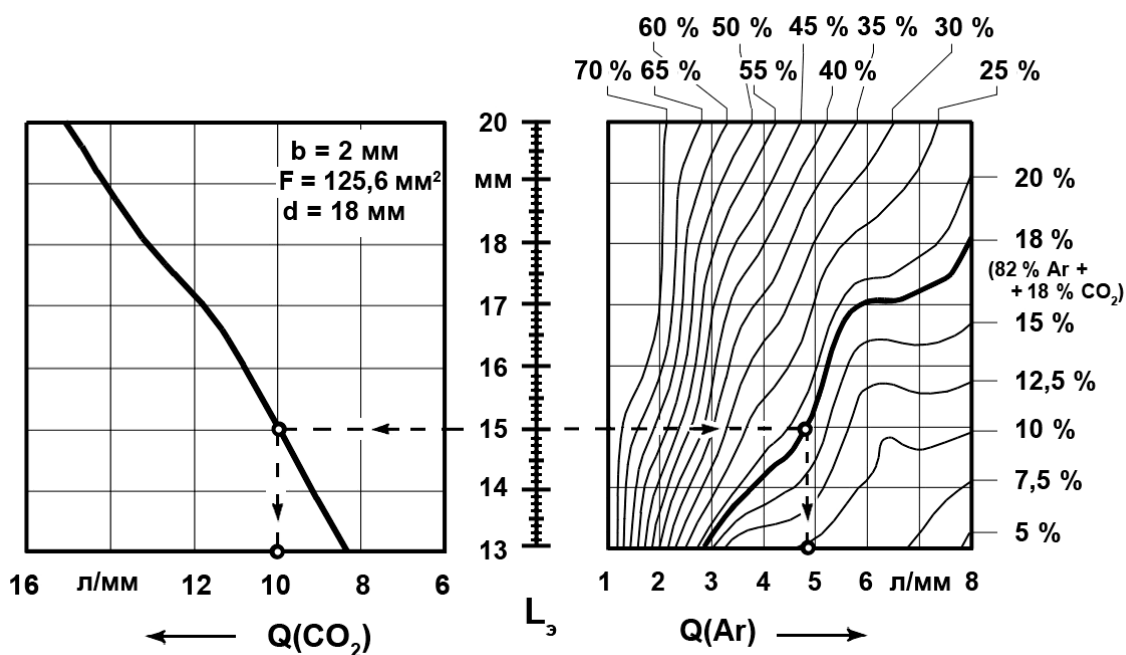 60 % 50 % 45 % 35 % 30 %
70 % 65 % 55 % 40 % 25 %
b = 2 мм
F = 125,6 мм²
d = 18 мм
20
мм
18
17
16
15
14
13
20 %
18 %
(82 % Ar +
+ 18 % CO₂)
15 %
12,5 %
10 %
7,5 %
5 %
16 л/мм 12 10 8 6
1 2 3 4 5 6 л/мм 8
Q(CO₂)
Lэ
Q(Ar)